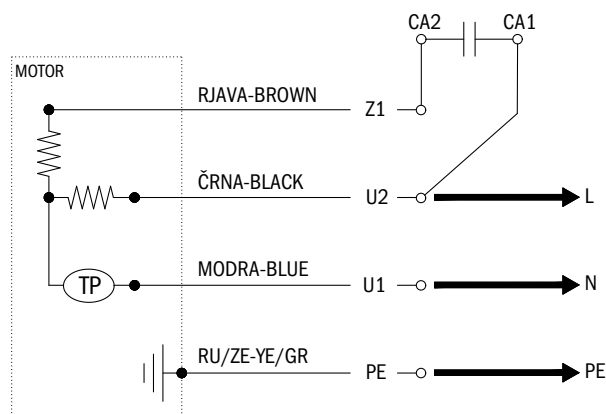 CA2 CA1
MOTOR
RJAVA-BROWN Z1
ČRNA-BLACK U2 L
TP MODRA-BLUE U1 N
RU/ZE-YE/GR PE PE